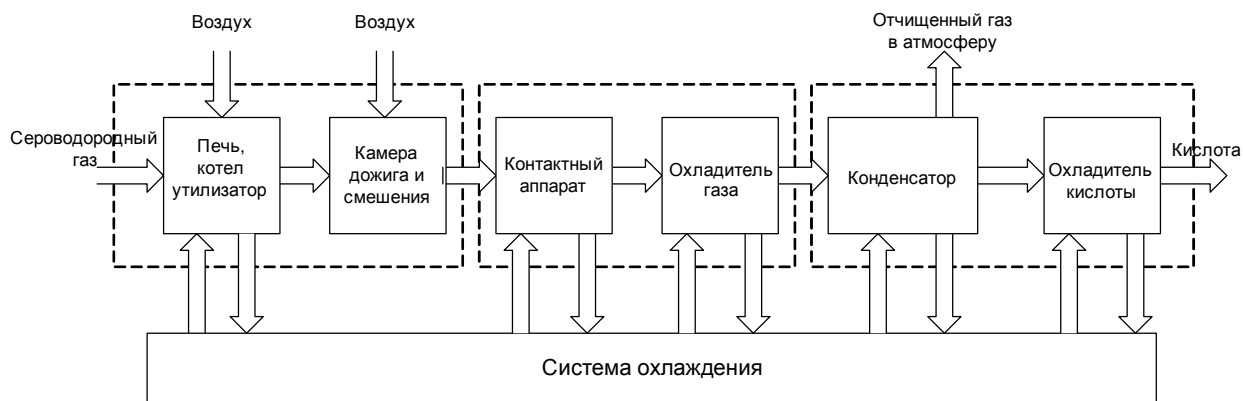 Воздух
Воздух
Отчищенный газ
в атмосферу
Сероводородный
газ
Печь,
котел
утилизатор
Камера
дожига и
смешения
Контактный
аппарат
Охладитель
газа
Конденсатор
Охладитель
кислоты
Кислота
Система охлаждения